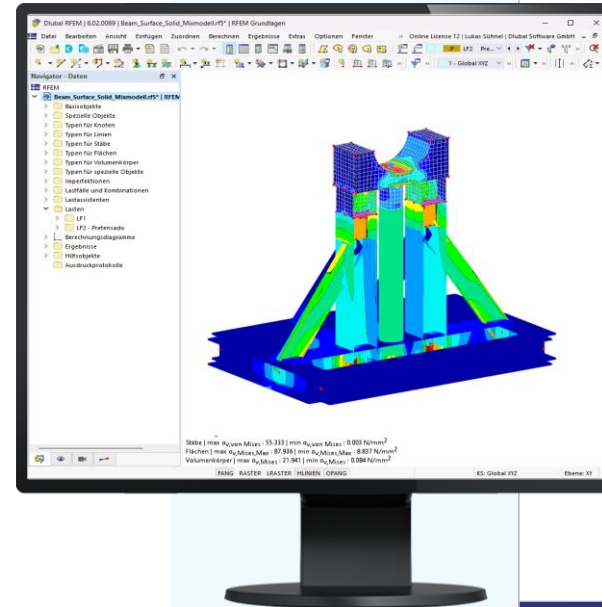 Dlubal RFEM | 6.02.0069 | Beam_Surface_Solid_Mixmodell.rf5* | RFEM Grundlagen
Datei Bearbeiten Ansicht Einfügen Zuordnen Berechnen Ergebnisse Extras Optionen Fenster
Online License 12 | Lukas Sühnel | Dlubal Software GmbH
LF2 Pre...
1 - Global XYZ
Navigator - Daten
RFEM
Beam_Surface_Solid_Mixmodell.rf5* | RFEM
Basisobjekte
Spezielle Objekte
Typen für Knoten
Typen für Linien
Typen für Stäbe
Typen für Flächen
Typen für Volumenkörper
Typen für spezielle Objekte
Imperfektionen
Lastfälle und Kombinationen
Lastassistenten
Lasten
LF1
LF2 - Pretensado
Berechnungsdiagramme
Ergebnisse
Hilfsobjekte
Ausdruckprotokolle
Stäbe | max σv,von Mises : 55.333 | min σv,von Mises : 0.003 N/mm²
Flächen | max σv,Mises,Max : 87.936 | min σv,Mises,Max : 8.837 N/mm²
Volumenkörper | max σv,Mises : 21.941 | min σv,Mises : 0.084 N/mm²
FANG RASTER LRASTER HLINIEN OFANG
KS: Global XYZ
Ebene: XY